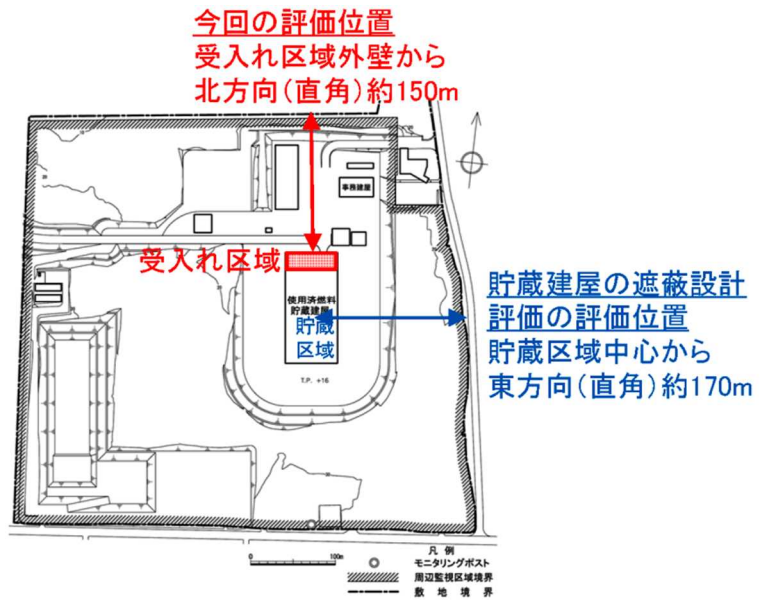 今回の評価位置
受入れ区域外壁から
北方向(直角)約150m
事務建屋
受入れ区域
使用済燃料
貯蔵建屋
貯蔵
区域
T.P. +16
貯蔵建屋の遮蔽設計
評価の評価位置
貯蔵区域中心から
東方向(直角)約170m
0 100m
凡例
モニタリングポスト
周辺監視区域境界
敷地境界